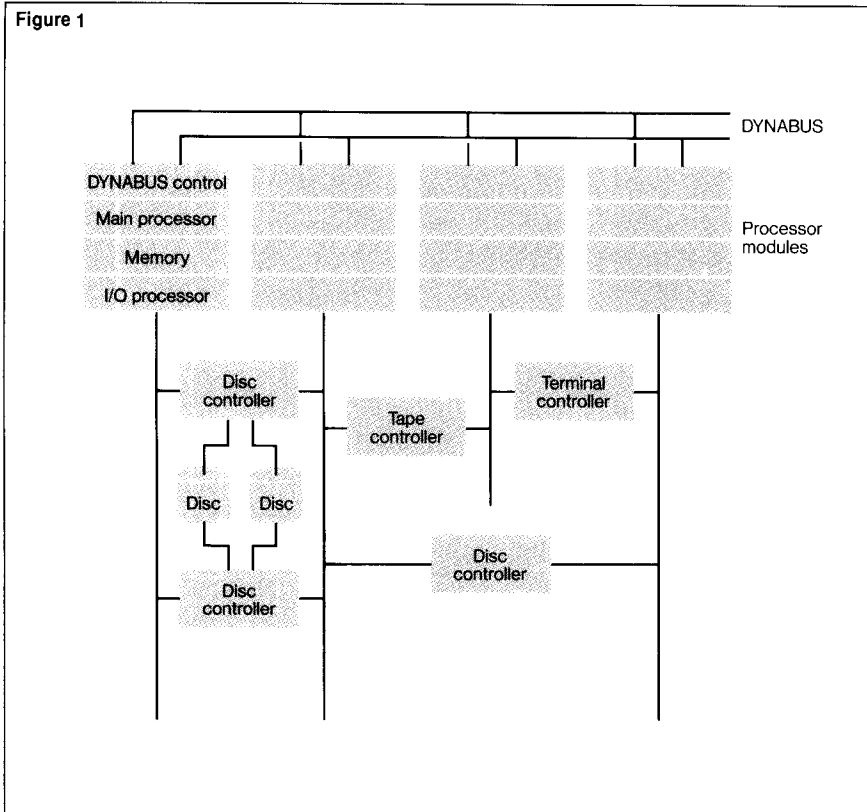 Figure 1
DYNABUS
DYNABUS control
Main processor
Memory
I/O processor
Processor
modules
Disc
controller
Terminal
controller
Tape
controller
Disc
Disc
Disc
controller
Disc
controller